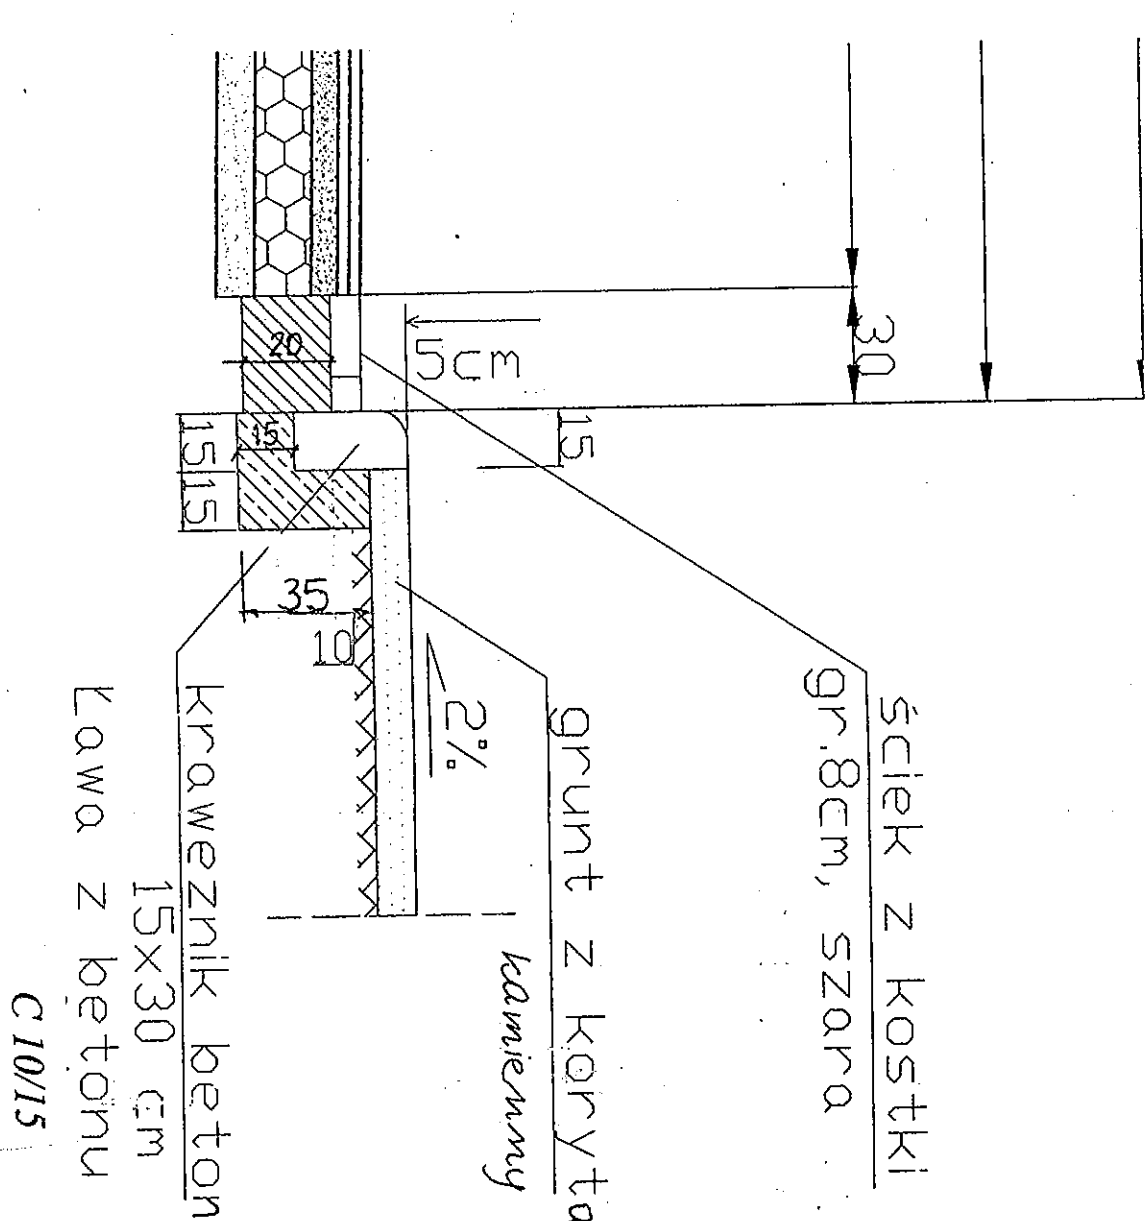 30
5cm
20
15
15
15
15
35
10
2%
ściek z kostki
gr.8cm, szara
grunt z koryta
kamienny
kraweznik beton
15x30 cm
Ława z betonu
C 10/15